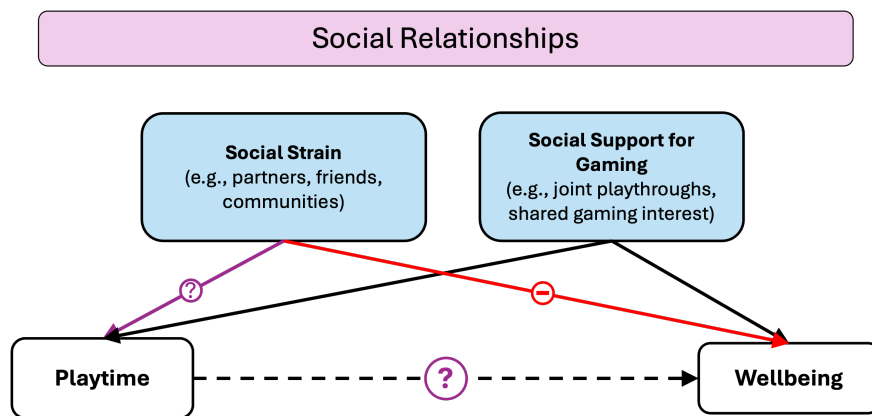 Social Relationships
Social Strain
(e.g., partners, friends,
communities)
Social Support for
Gaming
(e.g., joint playthroughs,
shared gaming interest)
?
−
Playtime
?
Wellbeing